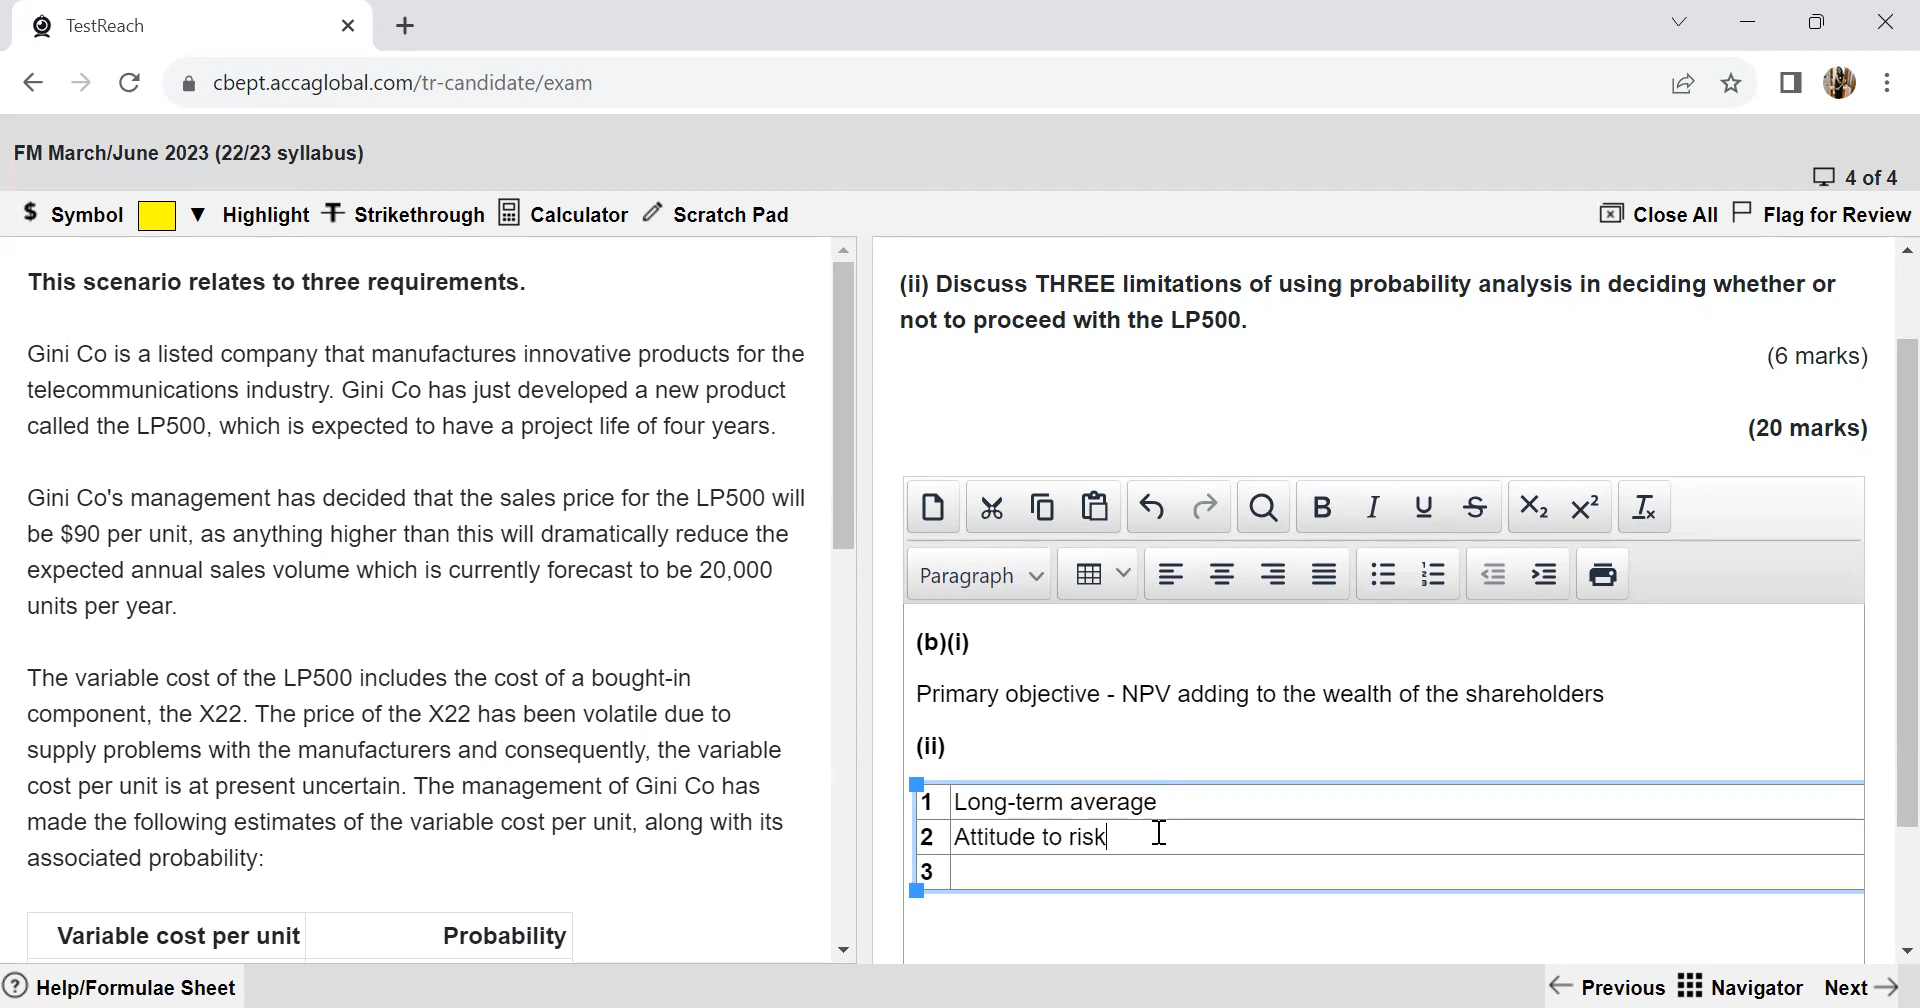 TestReach
cbept.accaglobal.com/tr-candidate/exam
FM March/June 2023 (22/23 syllabus)
4 of 4
$ Symbol Highlight Strikethrough Calculator Scratch Pad Close All Flag for Review
This scenario relates to three requirements.
Gini Co is a listed company that manufactures innovative products for the
telecommunications industry. Gini Co has just developed a new product
called the LP500, which is expected to have a project life of four years.
Gini Co's management has decided that the sales price for the LP500 will
be $90 per unit, as anything higher than this will dramatically reduce the
expected annual sales volume which is currently forecast to be 20,000
units per year.
The variable cost of the LP500 includes the cost of a bought-in
component, the X22. The price of the X22 has been volatile due to
supply problems with the manufacturers and consequently, the variable
cost per unit is at present uncertain. The management of Gini Co has
made the following estimates of the variable cost per unit, along with its
associated probability:
Variable cost per unit Probability
(ii) Discuss THREE limitations of using probability analysis in deciding whether or
not to proceed with the LP500.
(6 marks)
(20 marks)
B I U S X₂ X² Tx
Paragraph
(b)(i)
Primary objective - NPV adding to the wealth of the shareholders
(ii)
1 Long-term average
2 Attitude to risk
3
? Help/Formulae Sheet Previous Navigator Next